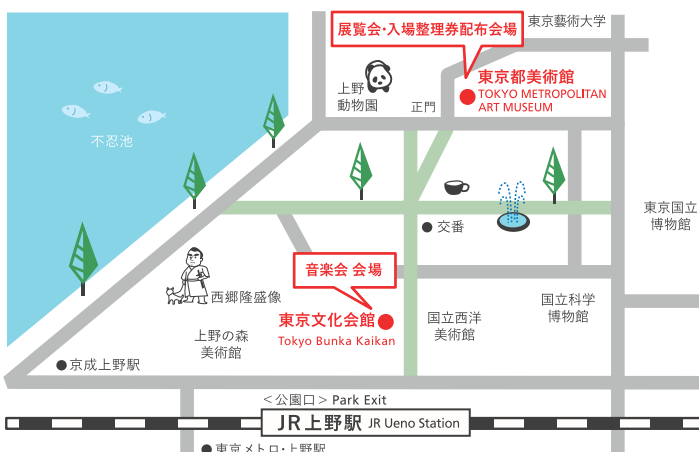 展覧会・入場整理券配布会場
東京藝術大学
上野
動物園
正門
東京都美術館
TOKYO METROPOLITAN
ART MUSEUM
不忍池
東京国立
博物館
交番
音楽会 会場
西郷隆盛像
東京文化会館
Tokyo Bunka Kaikan
国立西洋
美術館
国立科学
博物館
上野の森
美術館
京成上野駅
<公園口> Park Exit
JR上野駅 JR Ueno Station
東京メトロ・上野駅